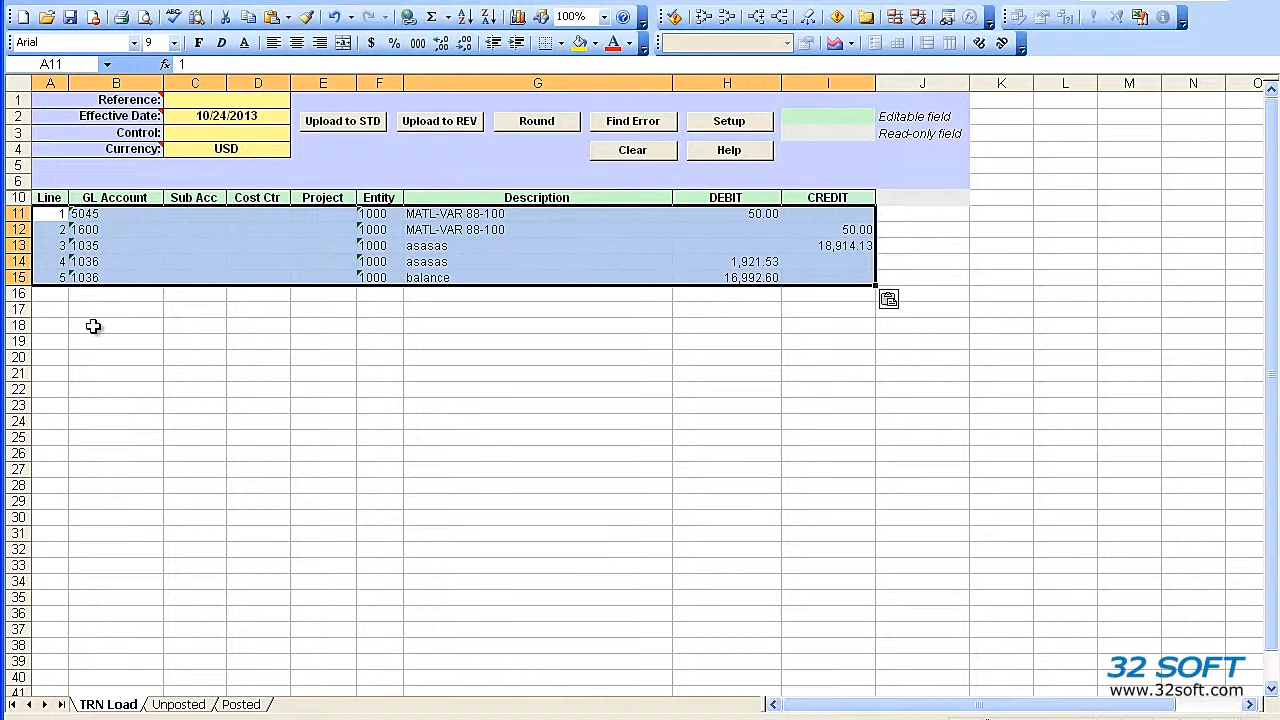 100%
Arial 9
A11 fx 1
A B C D E F G H I J K L M N O
1 Reference:
2 Effective Date: 10/24/2013 Upload to STD Upload to REV Round Find Error Setup Editable field
3 Control: Read-only field
4 Currency: USD Clear Help
5
6
10 Line GL Account Sub Acc Cost Ctr Project Entity Description DEBIT CREDIT
11 1 5045 1000 MATL-VAR 88-100 50.00
12 2 1600 1000 MATL-VAR 88-100 50.00
13 3 1035 1000 asasas 18,914.13
14 4 1036 1000 asasas 1,921.53
15 5 1036 1000 balance 16,992.60
16
17
18
19
20
21
22
23
24
25
26
27
28
29
30
31
32
33
34
35
36
37
38
39
40
41
32 SOFT
www.32soft.com
TRN Load Unposted Posted